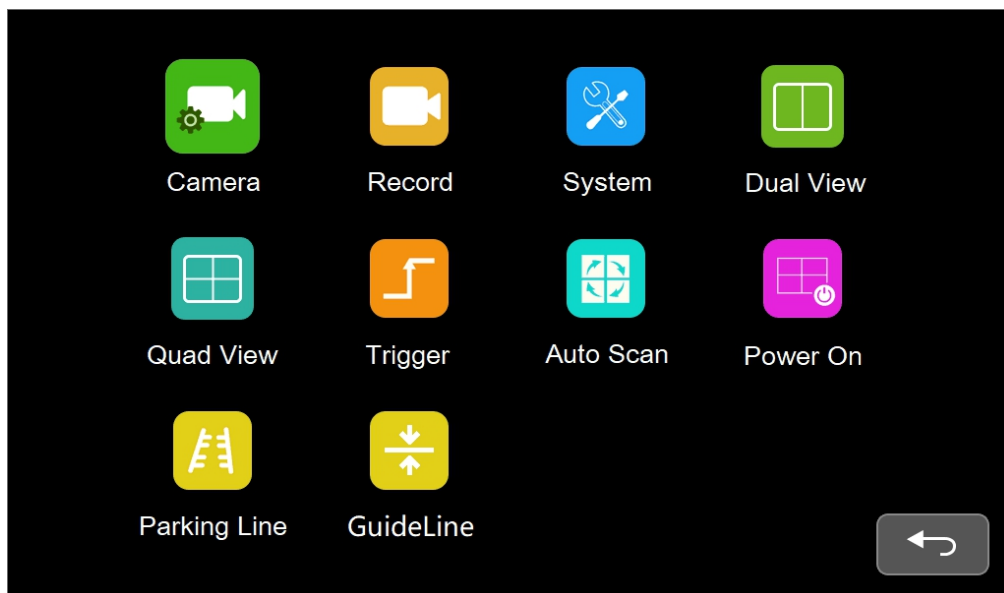 Camera
Record
System
Dual View
Quad View
Trigger
Auto Scan
Power On
Parking Line
GuideLine